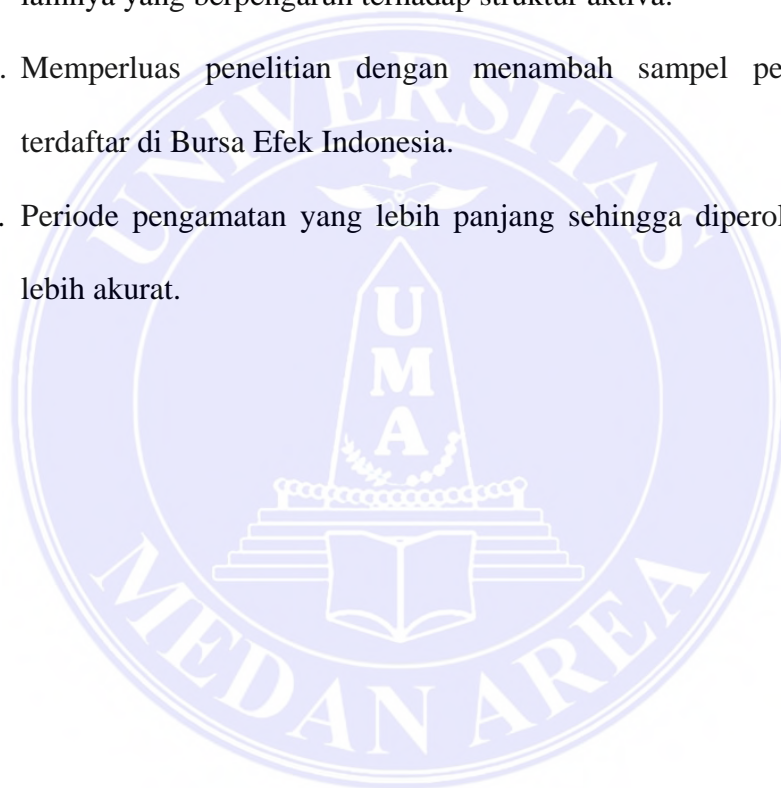 lainnya yang berpengaruh terhadap struktur aktiva.
. Memperluas penelitian dengan menambah sampel pe
terdaftar di Bursa Efek Indonesia.
. Periode pengamatan yang lebih panjang sehingga diperol
lebih akurat.
UNIVERSITAS
UMA
MEDAN AREA